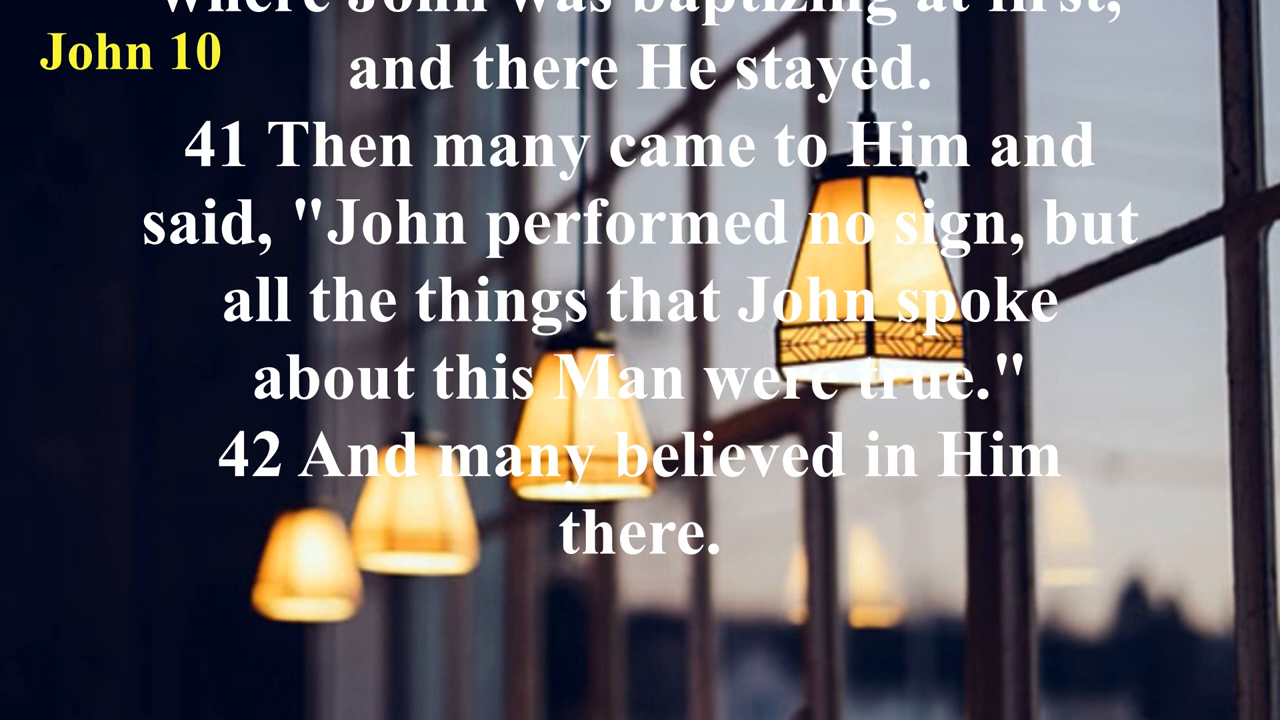 where John was baptizing at first,
John 10
and there He stayed.
41 Then many came to Him and
said, "John performed no sign, but
all the things that John spoke
about this Man were true."
42 And many believed in Him
there.